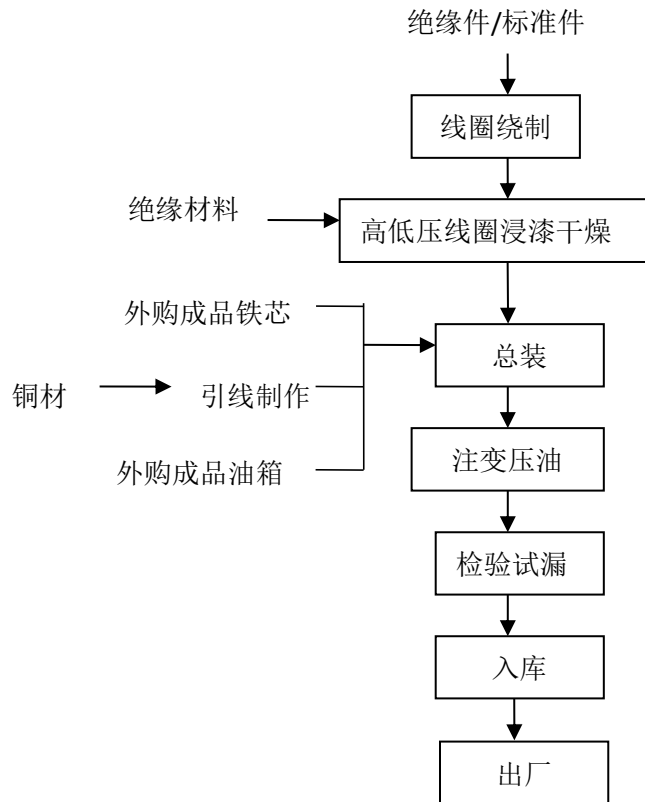 绝缘件/标准件
线圈绕制
绝缘材料
高低压线圈浸漆干燥
外购成品铁芯
总装
铜材
引线制作
注变压油
外购成品油箱
检验试漏
入库
出厂